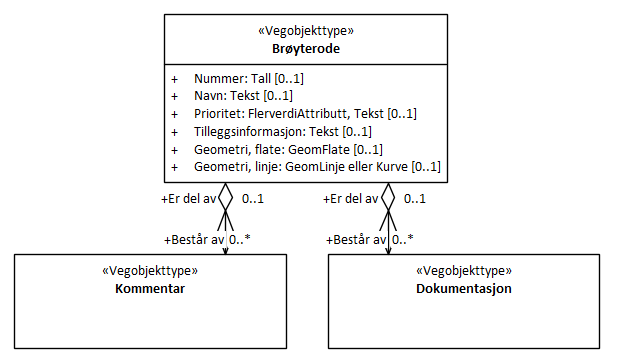 «Vegobjekttype»
Brøyterode
+ Nummer: Tall [0..1]
+ Navn: Tekst [0..1]
+ Prioritet: FlerverdiAttributt, Tekst [0..1]
+ Tilleggsinformasjon: Tekst [0..1]
+ Geometri, flate: GeomFlate [0..1]
+ Geometri, linje: GeomLinje eller Kurve [0..1]
+Er del av 0..1 +Er del av 0..1
+Består av 0..* +Består av 0..*
«Vegobjekttype»
Kommentar
«Vegobjekttype»
Dokumentasjon